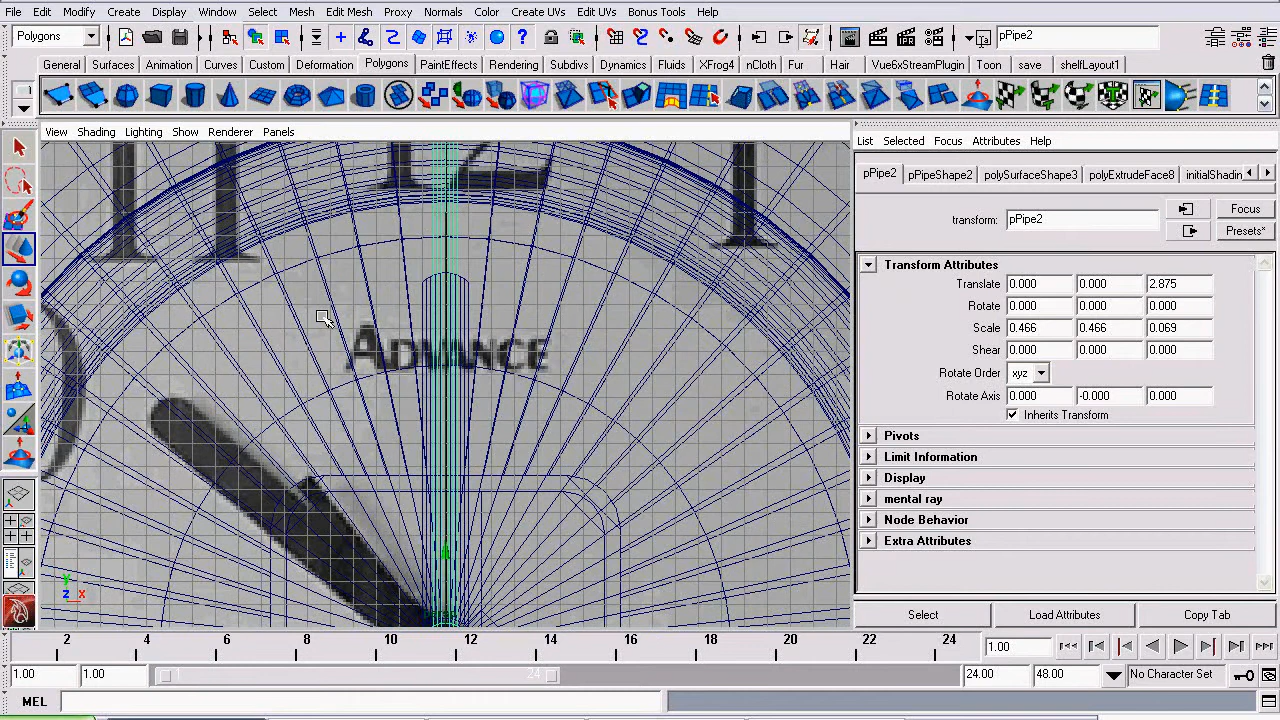 File Edit Modify Create Display Window Select Mesh Edit Mesh Proxy Normals Color Create UVs Edit UVs Bonus Tools Help
Polygons pPipe2
General Surfaces Animation Curves Custom Deformation Polygons PaintEffects Rendering Subdivs Dynamics Fluids XFrog4 nCloth Fur Hair Vue6xStreamPlugin Toon save shelfLayout1
View Shading Lighting Show Renderer Panels
List Selected Focus Attributes Help
pPipe2 pPipeShape2 polySurfaceShape3 polyExtrudeFace8 initialShadin
transform: pPipe2 Focus
Presets*
Transform Attributes
Translate 0.000 0.000 2.875
Rotate 0.000 0.000 0.000
Scale 0.466 0.466 0.069
Shear 0.000 0.000 0.000
Rotate Order xyz
Rotate Axis 0.000 -0.000 0.000
Inherits Transform
Pivots
Limit Information
Display
mental ray
Node Behavior
Extra Attributes
ADVANCE
y
z x
Select Load Attributes Copy Tab
2 4 6 8 10 12 14 16 18 20 22 24 1.00
1.00 1.00 1 24 24.00 48.00 No Character Set
MEL